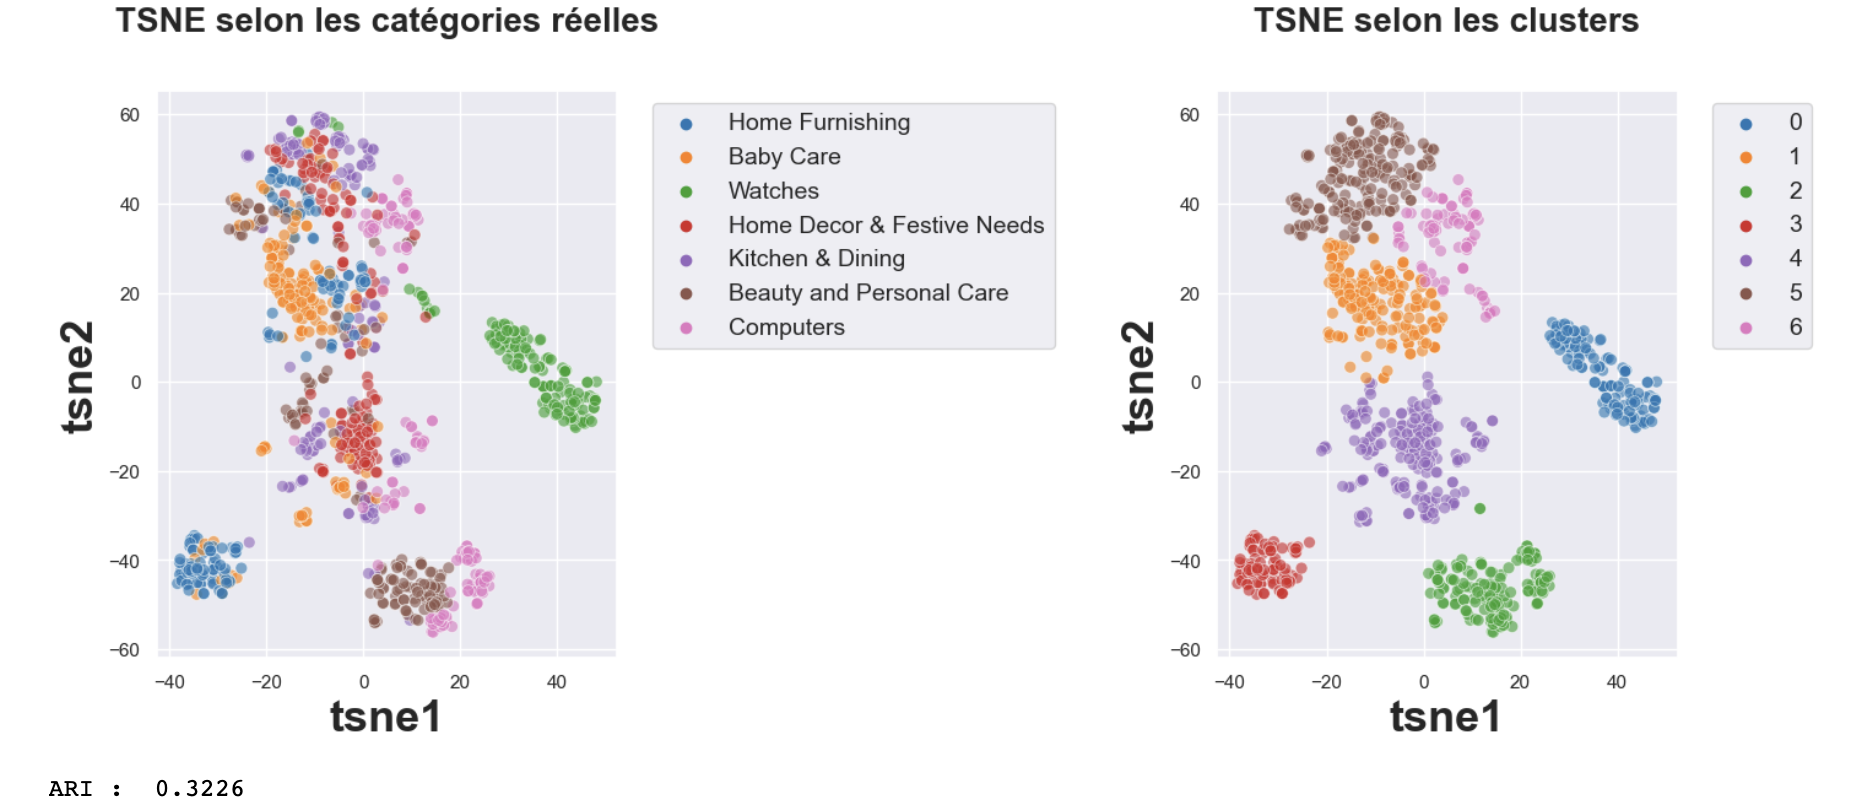 TSNE selon les catégories réelles
60
40
20
0
−20
−40
−60
tsne2
−40 −20 0 20 40
tsne1
Home Furnishing
Baby Care
Watches
Home Decor & Festive Needs
Kitchen & Dining
Beauty and Personal Care
Computers
TSNE selon les clusters
60
40
20
0
−20
−40
−60
tsne2
−40 −20 0 20 40
tsne1
0
1
2
3
4
5
6
ARI : 0.3226